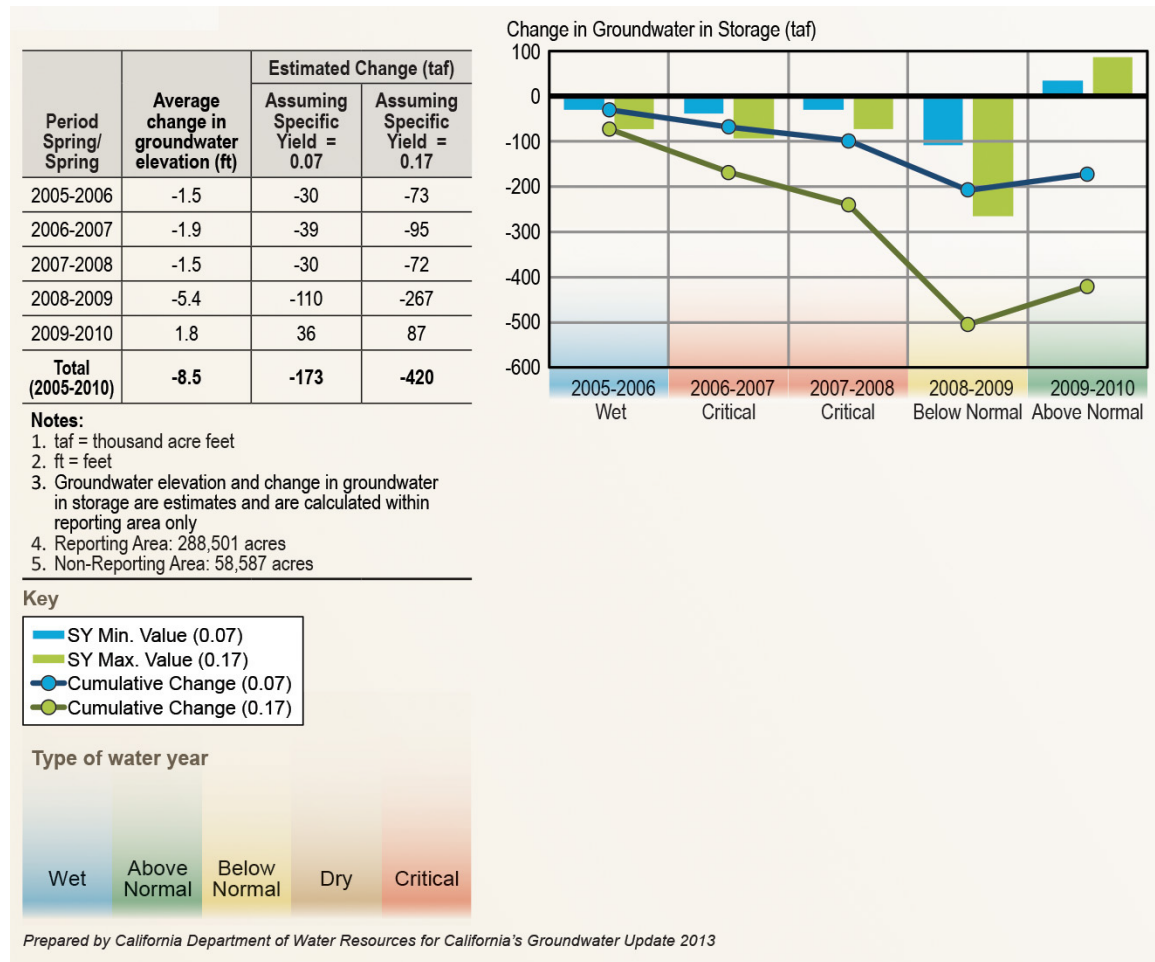 Period Spring/ Spring
Average change in groundwater elevation (ft)
Estimated Change (taf)
Assuming Specific Yield = 0.07
Assuming Specific Yield = 0.17
2005-2006 -1.5 -30 -73
2006-2007 -1.9 -39 -95
2007-2008 -1.5 -30 -72
2008-2009 -5.4 -110 -267
2009-2010 1.8 36 87
Total (2005-2010) -8.5 -173 -420
Notes:
1. taf = thousand acre feet
2. ft = feet
3. Groundwater elevation and change in groundwater
in storage are estimates and are calculated within
reporting area only
4. Reporting Area: 288,501 acres
5. Non-Reporting Area: 58,587 acres
Key
SY Min. Value (0.07)
SY Max. Value (0.17)
Cumulative Change (0.07)
Cumulative Change (0.17)
Type of water year
Wet
Above Normal
Below Normal
Dry
Critical
Change in Groundwater in Storage (taf)
100
0
-100
-200
-300
-400
-500
-600
2005-2006 2006-2007 2007-2008 2008-2009 2009-2010
Wet Critical Critical Below Normal Above Normal
Prepared by California Department of Water Resources for California's Groundwater Update 2013